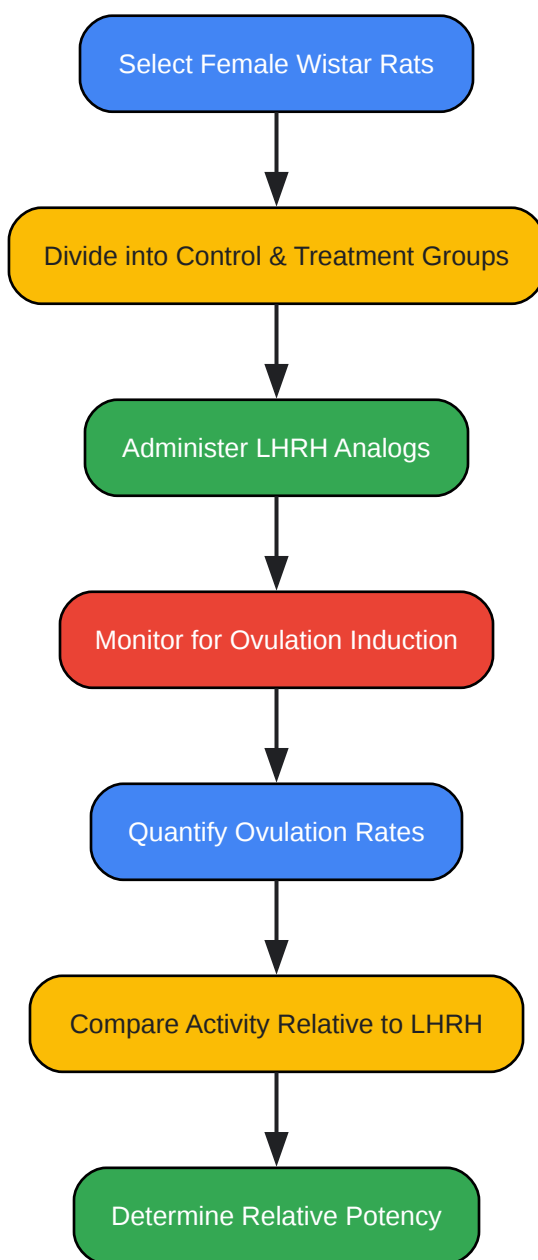 Select Female Wistar Rats
Divide into Control & Treatment Groups
Administer LHRH Analogs
Monitor for Ovulation Induction
Quantify Ovulation Rates
Compare Activity Relative to LHRH
Determine Relative Potency